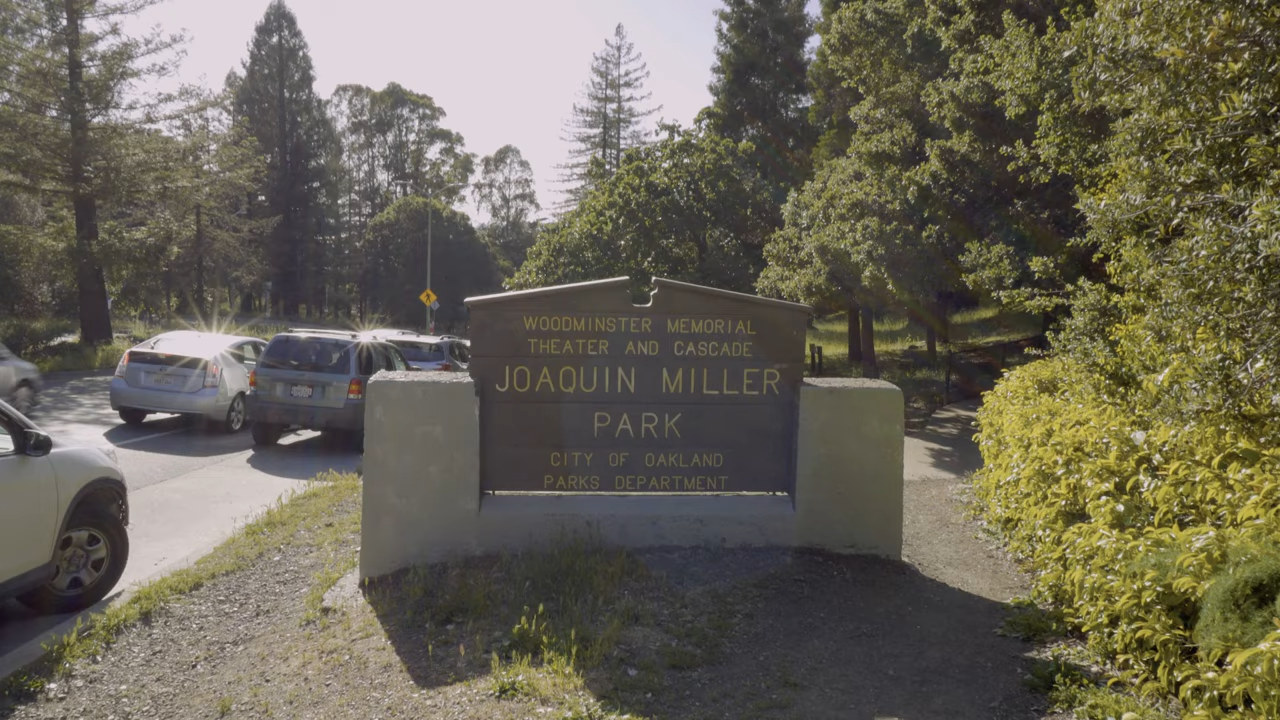 WOODMINSTER MEMORIAL
THEATER AND CASCADE
JOAQUIN MILLER
PARK
CITY OF OAKLAND
PARKS DEPARTMENT